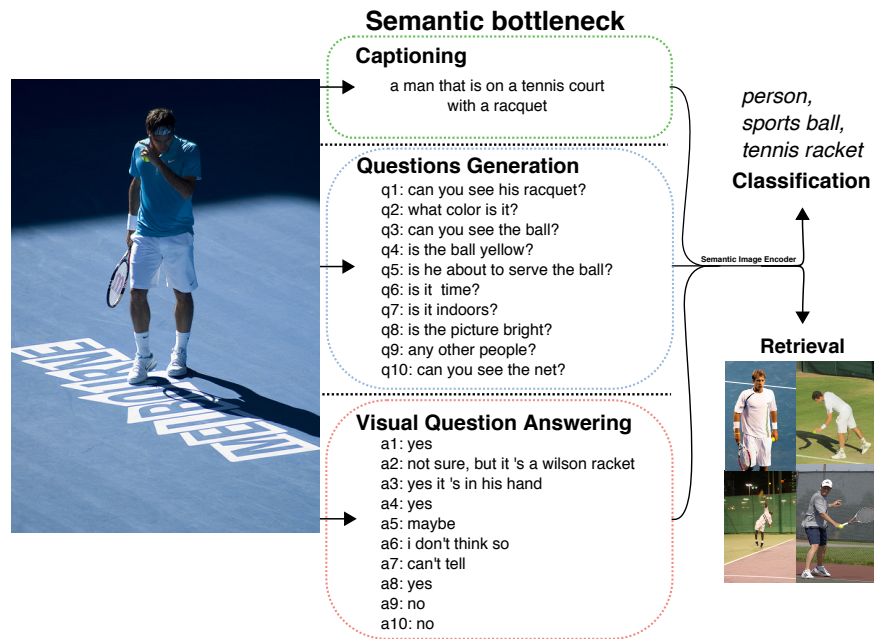 Semantic bottleneck
Captioning
a man that is on a tennis court
with a racquet
Questions Generation
q1: can you see his racquet?
q2: what color is it?
q3: can you see the ball?
q4: is the ball yellow?
q5: is he about to serve the ball?
q6: is it  time?
q7: is it indoors?
q8: is the picture bright?
q9: any other people?
q10: can you see the net?
Visual Question Answering
a1: yes
a2: not sure, but it 's a wilson racket
a3: yes it 's in his hand
a4: yes
a5: maybe
a6: i don't think so
a7: can't tell
a8: yes
a9: no
a10: no
Semantic Image Encoder
person,
sports ball,
tennis racket
Classification
Retrieval
MELBOURNE